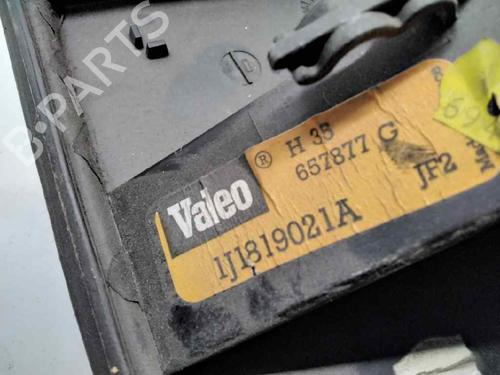 B-PARTS
Valeo ® H 35
657877 G
1J1819021A JF2